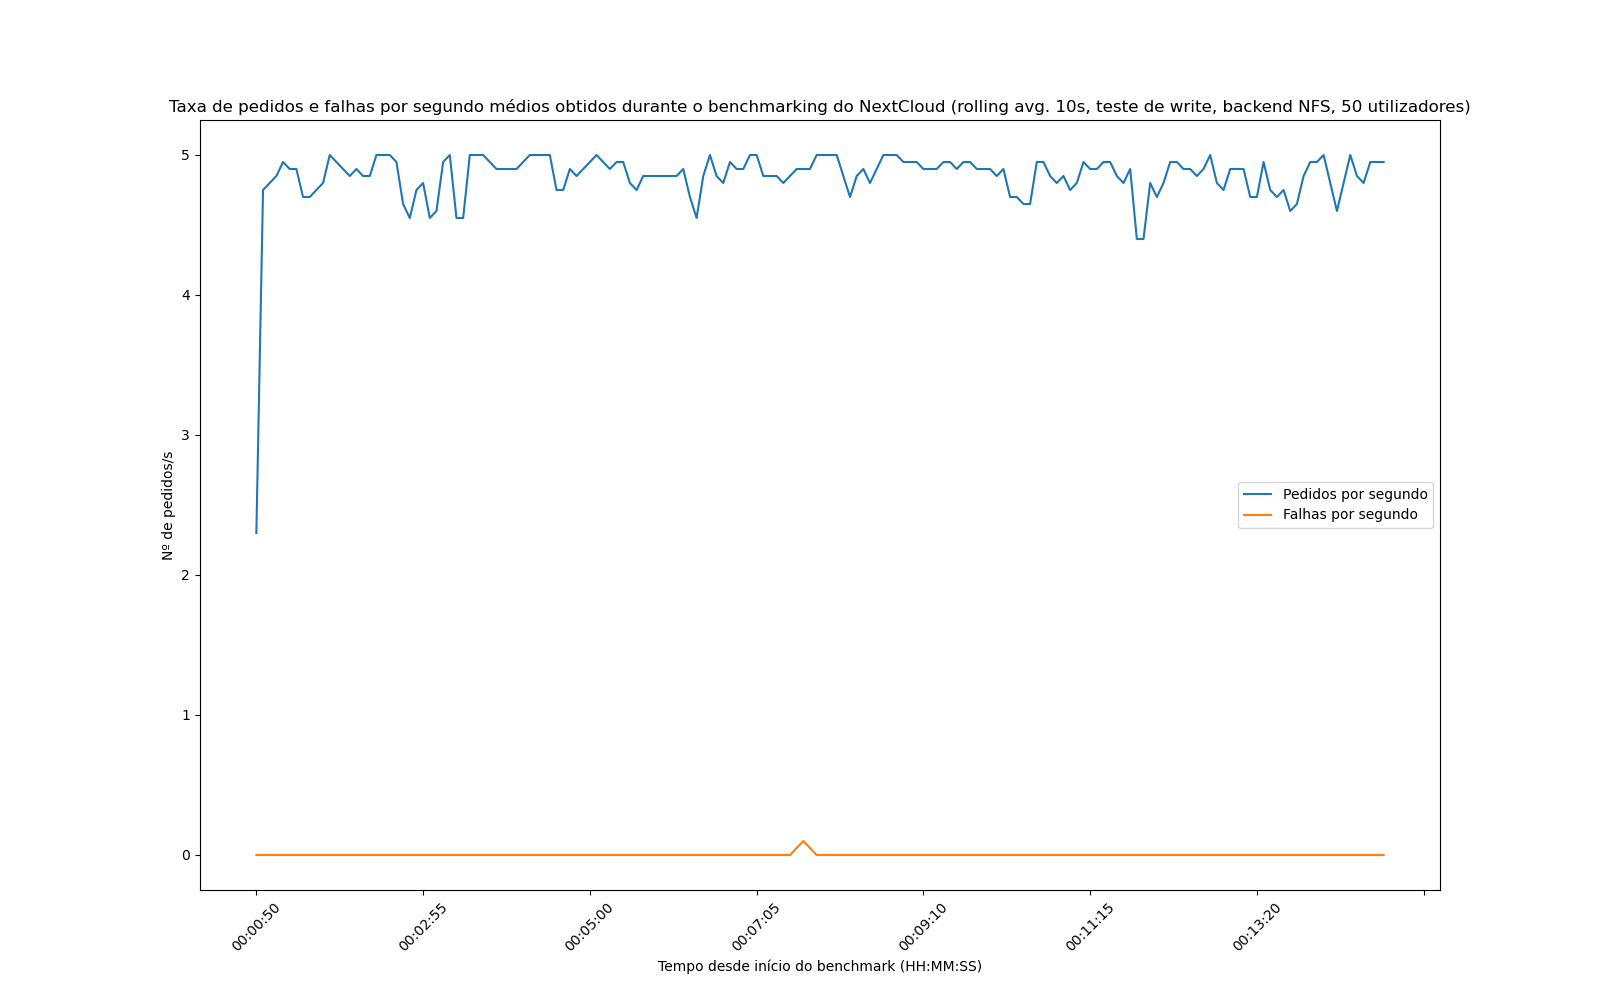 Taxa de pedidos e falhas por segundo médios obtidos durante o benchmarking do NextCloud (rolling avg. 10s, teste de write, backend NFS, 50 utilizadores)
Nº de pedidos/s
5
4
3
2
1
0
Pedidos por segundo
Falhas por segundo
00:00:50
00:02:55
00:05:00
00:07:05
00:09:10
00:11:15
00:13:20
Tempo desde início do benchmark (HH:MM:SS)